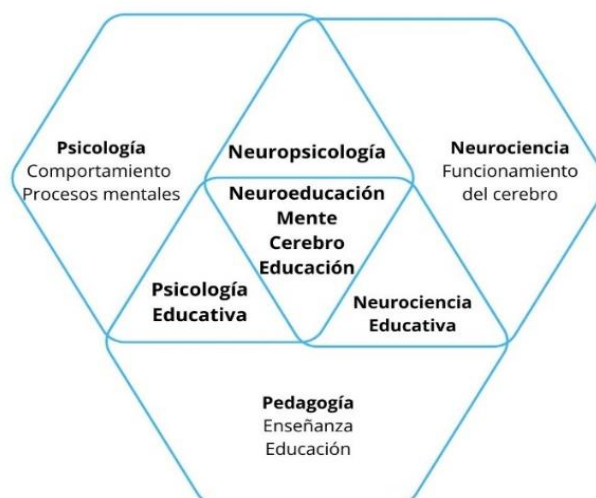 Psicología
Comportamiento
Procesos mentales
Neuropsicología
Neurociencia
Funcionamiento
del cerebro
Neuroeducación
Mente
Cerebro
Educación
Psicología
Educativa
Neurociencia
Educativa
Pedagogía
Enseñanza
Educación